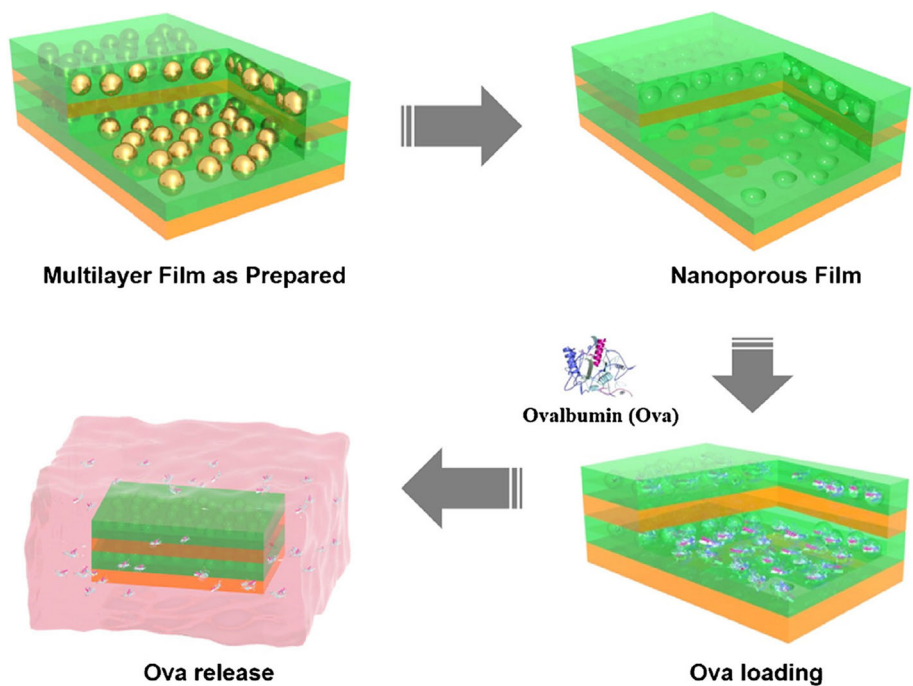 Multilayer Film as Prepared
Nanoporous Film
Ovalbumin (Ova)
Ova release
Ova loading